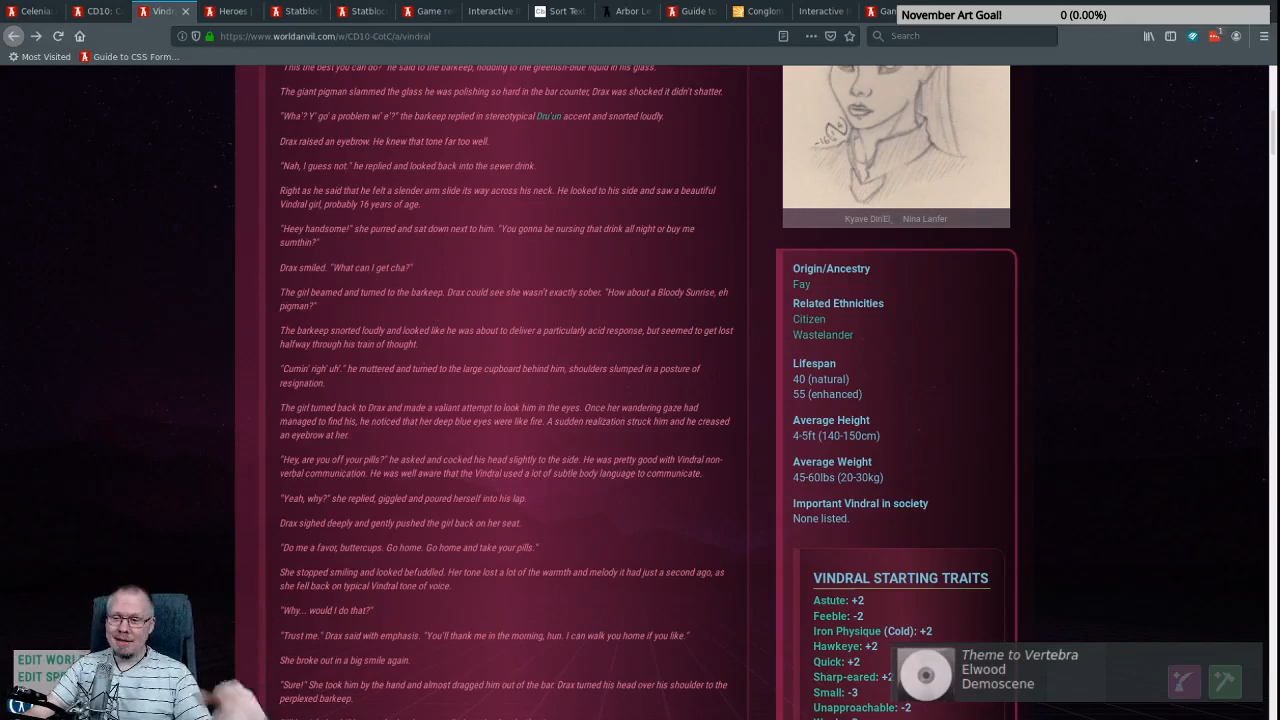 Celenia:
CD10: Co
Vindra
Heroes |
Statblock
Statblo
Game re
Interactive I
Sort Text
Arbor Le
Guide to
Conglom
Interactive I
Gam
November Art Goal! 0 (0.00%)
https://www.worldanvil.com/w/CD10-CotC/a/vindral
Search
Most Visited
Guide to CSS Form…
"This the best you can do?" he said to the barkeep, nodding to the greenish-blue liquid in his glass.
The giant pigman slammed the glass he was polishing so hard in the bar counter, Drax was shocked it didn't shatter.
"Wha'? Y' go' a problem wi' e'?" the barkeep replied in stereotypical Dru'un accent and snorted loudly.
Drax raised an eyebrow. He knew that tone far too well.
"Nah, I guess not." he replied and looked back into the sewer drink.
Right as he said that he felt a slender arm slide its way across his neck. He looked to his side and saw a beautiful
Vindral girl, probably 16 years of age.
"Heey handsome!" she purred and sat down next to him. "You gonna be nursing that drink all night or buy me
sumthin?"
Drax smiled. "What can I get cha?"
The girl beamed and turned to the barkeep. Drax could see she wasn't exactly sober. "How about a Bloody Sunrise, eh
pigman?"
The barkeep snorted loudly and looked like he was about to deliver a particularly acid response, but seemed to get lost
halfway through his train of thought.
"Cumin' righ' uh'." he muttered and turned to the large cupboard behind him, shoulders slumped in a posture of
resignation.
The girl turned back to Drax and made a valiant attempt to look him in the eyes. Once her wandering gaze had
managed to find his, he noticed that her deep blue eyes were like fire. A sudden realization struck him and he creased
an eyebrow at her.
"Hey, are you off your pills?" he asked and cocked his head slightly to the side. He was pretty good with Vindral non-
verbal communication. He was well aware that the Vindral used a lot of subtle body language to communicate.
"Yeah, why?" she replied, giggled and poured herself into his lap.
Drax sighed deeply and gently pushed the girl back on her seat.
"Do me a favor, buttercups. Go home. Go home and take your pills."
She stopped smiling and looked befuddled. Her tone lost a lot of the warmth and melody it had just a second ago, as
she fell back on typical Vindral tone of voice.
"Why... would I do that?"
"Trust me." Drax said with emphasis. "You'll thank me in the morning, hun. I can walk you home if you like."
She broke out in a big smile again.
"Sure!" She took him by the hand and almost dragged him out of the bar. Drax turned his head over his shoulder to the
perplexed barkeep.
Kyave Din'El, Nina Lanfer
Origin/Ancestry
Fay
Related Ethnicities
Citizen
Wastelander
Lifespan
40 (natural)
55 (enhanced)
Average Height
4-5ft (140-150cm)
Average Weight
45-60lbs (20-30kg)
Important Vindral in society
None listed.
VINDRAL STARTING TRAITS
Astute: +2
Feeble: -2
Iron Physique (Cold): +2
Hawkeye: +2
Quick: +2
Sharp-eared: +2
Small: -3
Unapproachable: -2
Theme to Vertebra
Elwood
Demoscene
EDIT WORL
EDIT SP